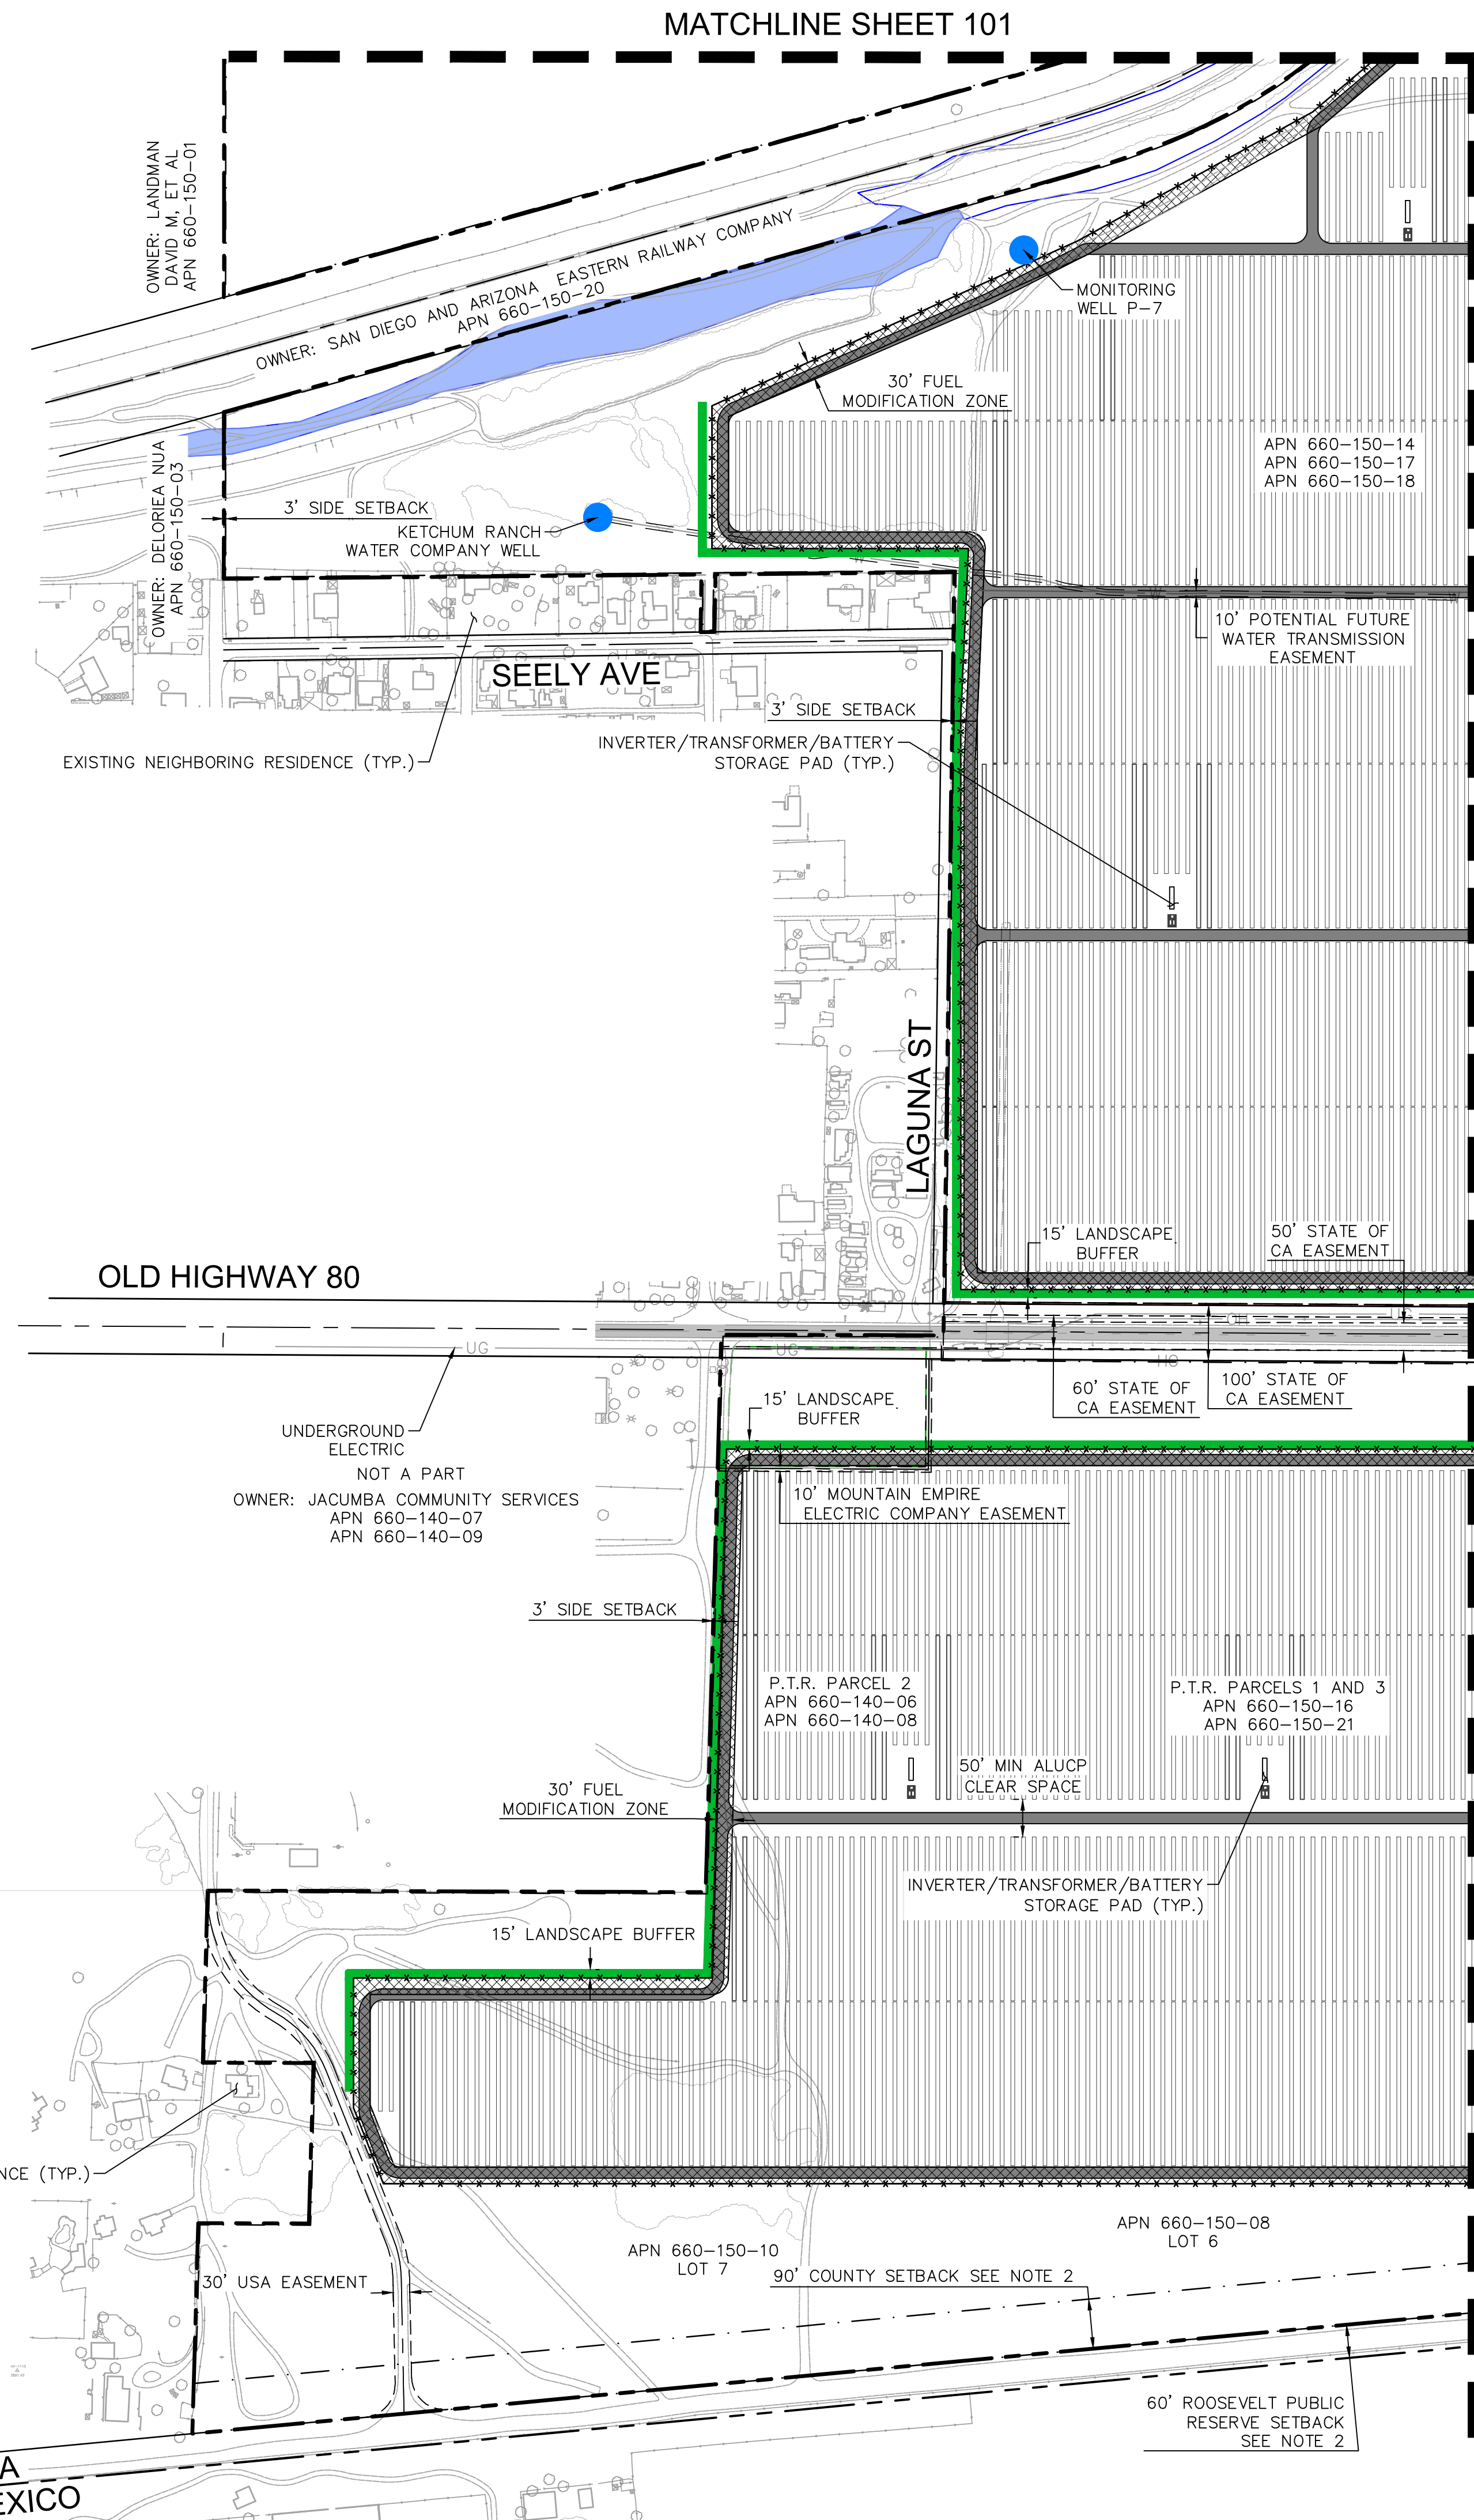 MATCHLINE SHEET 101
OWNER: LANDMAN
DAVID M, ET AL
APN 660-150-01
OWNER: SAN DIEGO AND ARIZONA EASTERN RAILWAY COMPANY
APN 660-150-20
MONITORING
WELL P-7
30' FUEL
MODIFICATION ZONE
APN 660-150-14
APN 660-150-17
APN 660-150-18
OWNER: DELORIEA NUA
APN 660-150-03
3' SIDE SETBACK
KETCHUM RANCH
WATER COMPANY WELL
10' POTENTIAL FUTURE
WATER TRANSMISSION
EASEMENT
SEELY AVE
3' SIDE SETBACK
INVERTER/TRANSFORMER/BATTERY
STORAGE PAD (TYP.)
EXISTING NEIGHBORING RESIDENCE (TYP.)
LAGUNA ST
15' LANDSCAPE
BUFFER
50' STATE OF
CA EASEMENT
OLD HIGHWAY 80
UG
UG
60' STATE OF
CA EASEMENT
100' STATE OF
CA EASEMENT
15' LANDSCAPE
BUFFER
UNDERGROUND
ELECTRIC
NOT A PART
OWNER: JACUMBA COMMUNITY SERVICES
APN 660-140-07
APN 660-140-09
10' MOUNTAIN EMPIRE
ELECTRIC COMPANY EASEMENT
3' SIDE SETBACK
P.T.R. PARCEL 2
APN 660-140-06
APN 660-140-08
P.T.R. PARCELS 1 AND 3
APN 660-150-16
APN 660-150-21
50' MIN ALUCP
CLEAR SPACE
30' FUEL
MODIFICATION ZONE
INVERTER/TRANSFORMER/BATTERY
STORAGE PAD (TYP.)
15' LANDSCAPE BUFFER
NCE (TYP.)
APN 660-150-08
LOT 6
APN 660-150-10
LOT 7
90' COUNTY SETBACK SEE NOTE 2
30' USA EASEMENT
60' ROOSEVELT PUBLIC
RESERVE SETBACK
SEE NOTE 2
A
EXICO